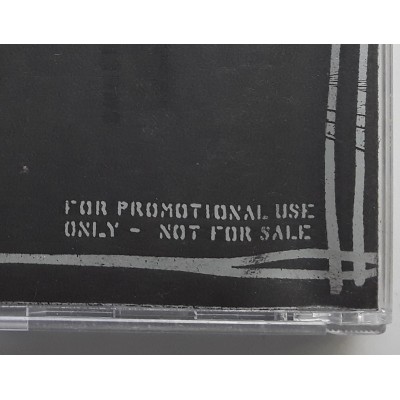 FOR PROMOTIONAL USE
ONLY - NOT FOR SALE